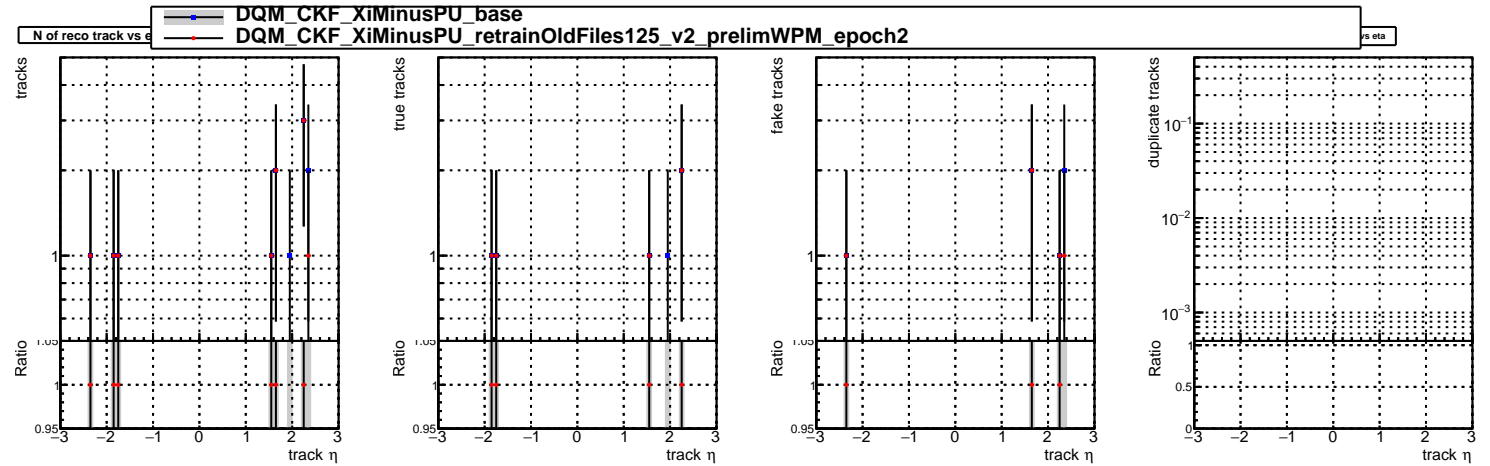 DQM_CKF_XiMinusPU_base
DQM_CKF_XiMinusPU_retrainOldFiles125_v2_prelimWPM_epoch2
N of reco track vs e
vs eta
tracks
1
Ratio
1.05
1
0.95
−3 −2 −1 0 1 2 3
track η
true tracks
1
Ratio
1.05
1
0.95
−3 −2 −1 0 1 2 3
track η
fake tracks
1
Ratio
1.05
1
0.95
−3 −2 −1 0 1 2 3
track η
duplicate tracks
10−1
10−2
10−3
Ratio
1
0.5
0
−3 −2 −1 0 1 2 3
track η